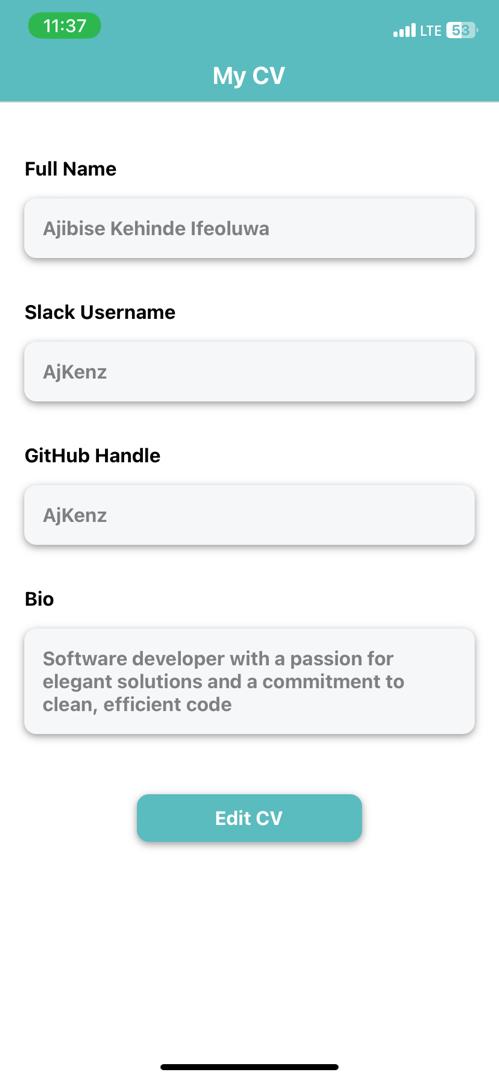 11:37
LTE 53
My CV
Full Name
Ajibise Kehinde Ifeoluwa
Slack Username
AjKenz
GitHub Handle
AjKenz
Bio
Software developer with a passion for
elegant solutions and a commitment to
clean, efficient code
Edit CV